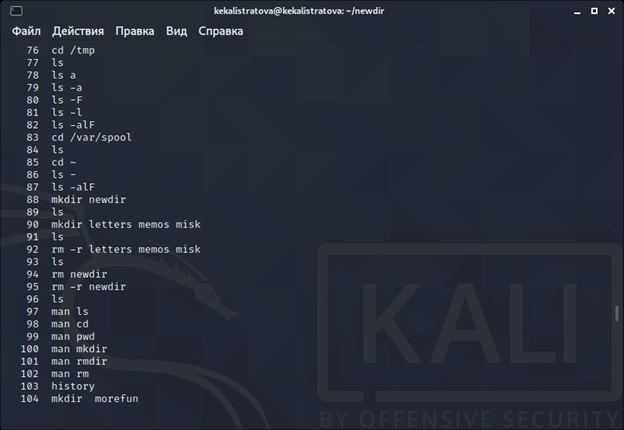 kekalistratova@kekalistratova: ~/newdir
Файл Действия Правка Вид Справка
76 cd /tmp
77 ls
78 ls a
79 ls -a
80 ls -F
81 ls -l
82 ls -alF
83 cd /var/spool
84 ls
85 cd ~
86 ls -
87 ls -alF
88 mkdir newdir
89 ls
90 mkdir letters memos misk
91 ls
92 rm -r letters memos misk
93 ls
94 rm newdir
95 rm -r newdir
96 ls
97 man ls
98 man cd
99 man pwd
100 man mkdir
101 man rmdir
102 man rm
103 history
104 mkdir  morefun
KALI
BY OFFENSIVE SECURITY